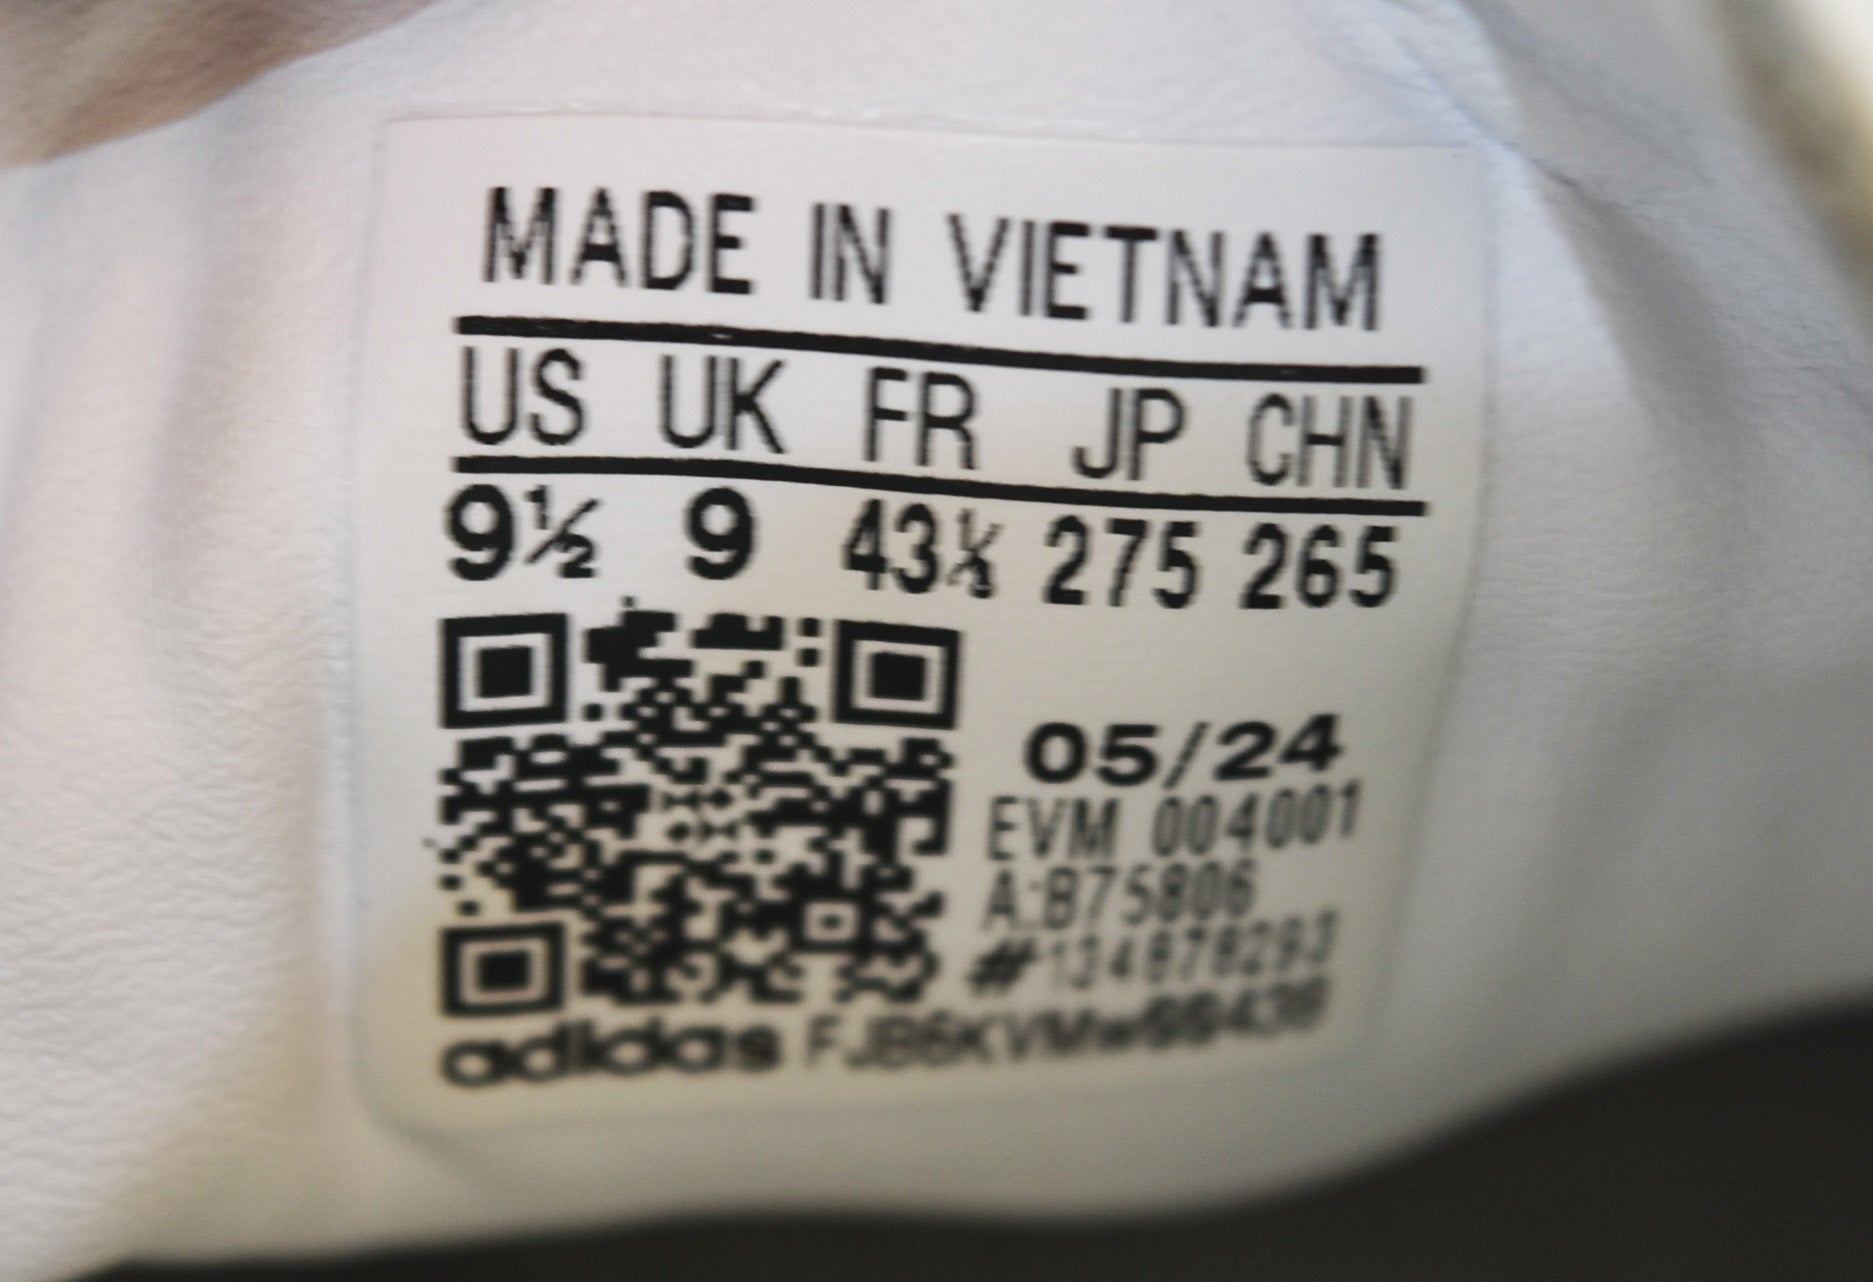 MADE IN VIETNAM
US UK FR JP CHN
9½ 9 43⅓ 275 265
05/24
EVM 004001
A:B75806
#134878293
adidas